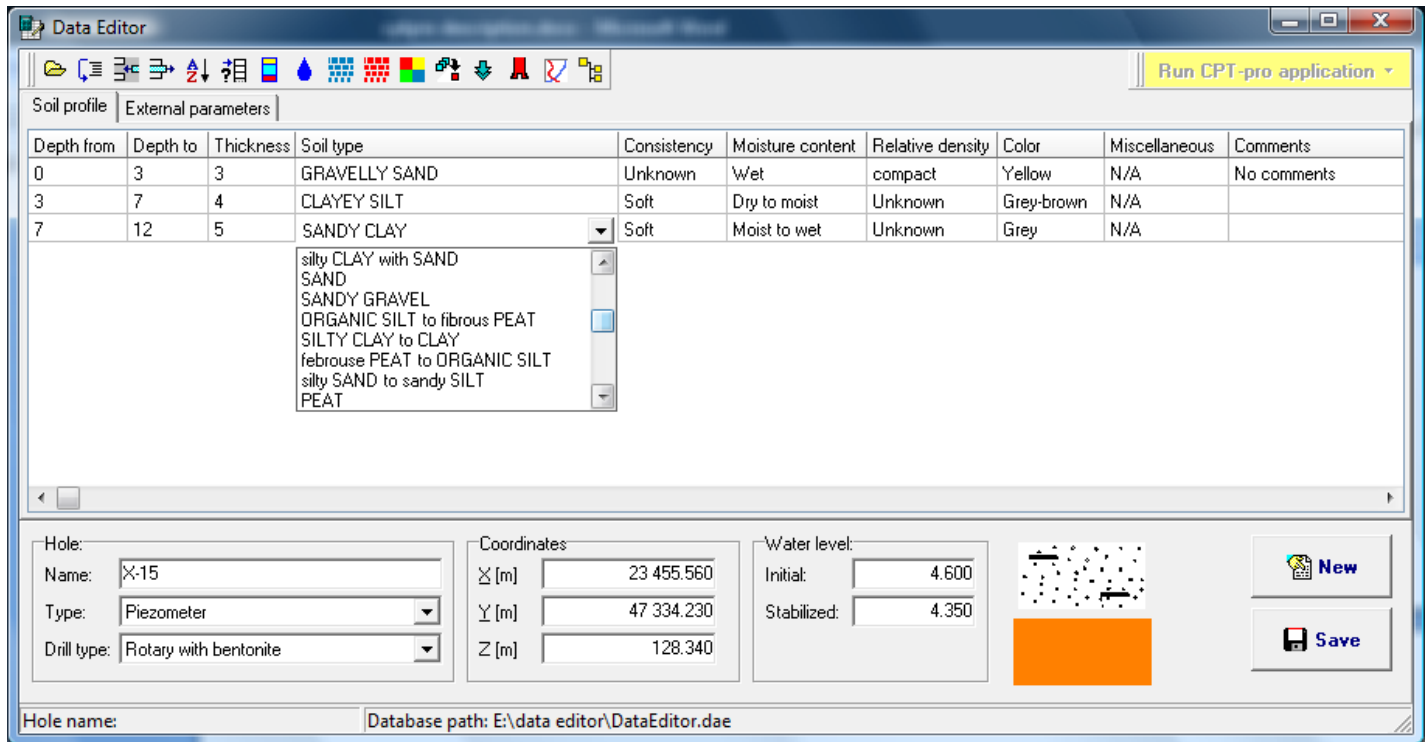 Data Editor
Run CPT-pro application
Soil profile External parameters
Depth from Depth to Thickness Soil type Consistency Moisture content Relative density Color Miscellaneous Comments
0 3 3 GRAVELLY SAND Unknown Wet compact Yellow N/A No comments
3 7 4 CLAYEY SILT Soft Dry to moist Unknown Grey-brown N/A
7 12 5 SANDY CLAY Soft Moist to wet Unknown Grey N/A
silty CLAY with SAND
SAND
SANDY GRAVEL
ORGANIC SILT to fibrous PEAT
SILTY CLAY to CLAY
febrouse PEAT to ORGANIC SILT
silty SAND to sandy SILT
PEAT
Hole: Coordinates Water level:
Name: X-15 X [m] 23 455.560 Initial: 4.600 New
Type: Piezometer Y [m] 47 334.230 Stabilized: 4.350
Drill type: Rotary with bentonite Z [m] 128.340 Save
Hole name: Database path: E:\data editor\DataEditor.dae